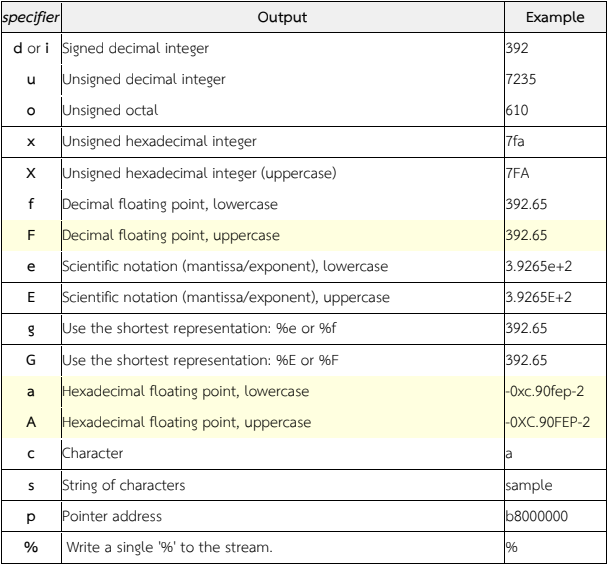 specifier Output Example
d or i Signed decimal integer 392
u Unsigned decimal integer 7235
o Unsigned octal 610
x Unsigned hexadecimal integer 7fa
X Unsigned hexadecimal integer (uppercase) 7FA
f Decimal floating point, lowercase 392.65
F Decimal floating point, uppercase 392.65
e Scientific notation (mantissa/exponent), lowercase 3.9265e+2
E Scientific notation (mantissa/exponent), uppercase 3.9265E+2
g Use the shortest representation: %e or %f 392.65
G Use the shortest representation: %E or %F 392.65
a Hexadecimal floating point, lowercase -0xc.90fep-2
A Hexadecimal floating point, uppercase -0XC.90FEP-2
c Character a
s String of characters sample
p Pointer address b8000000
% Write a single '%' to the stream. %